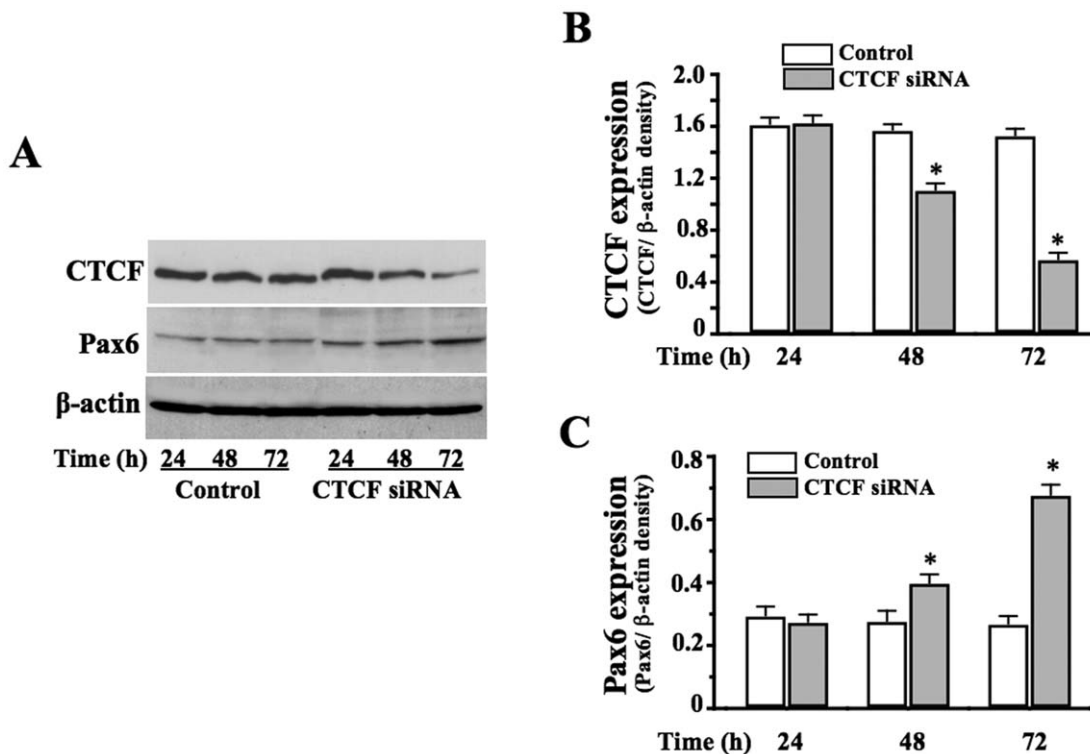 A
CTCF
Pax6
β-actin
Time (h) 24 48 72 24 48 72
Control CTCF siRNA
B
Control
CTCF siRNA
CTCF expression
(CTCF/ β-actin density)
2.0
1.6
1.2
0.8
0.4
0
*
*
Time (h) 24 48 72
C
Control
CTCF siRNA
Pax6 expression
(Pax6/ β-actin density)
0.8
0.6
0.4
0.2
0
*
*
Time (h) 24 48 72